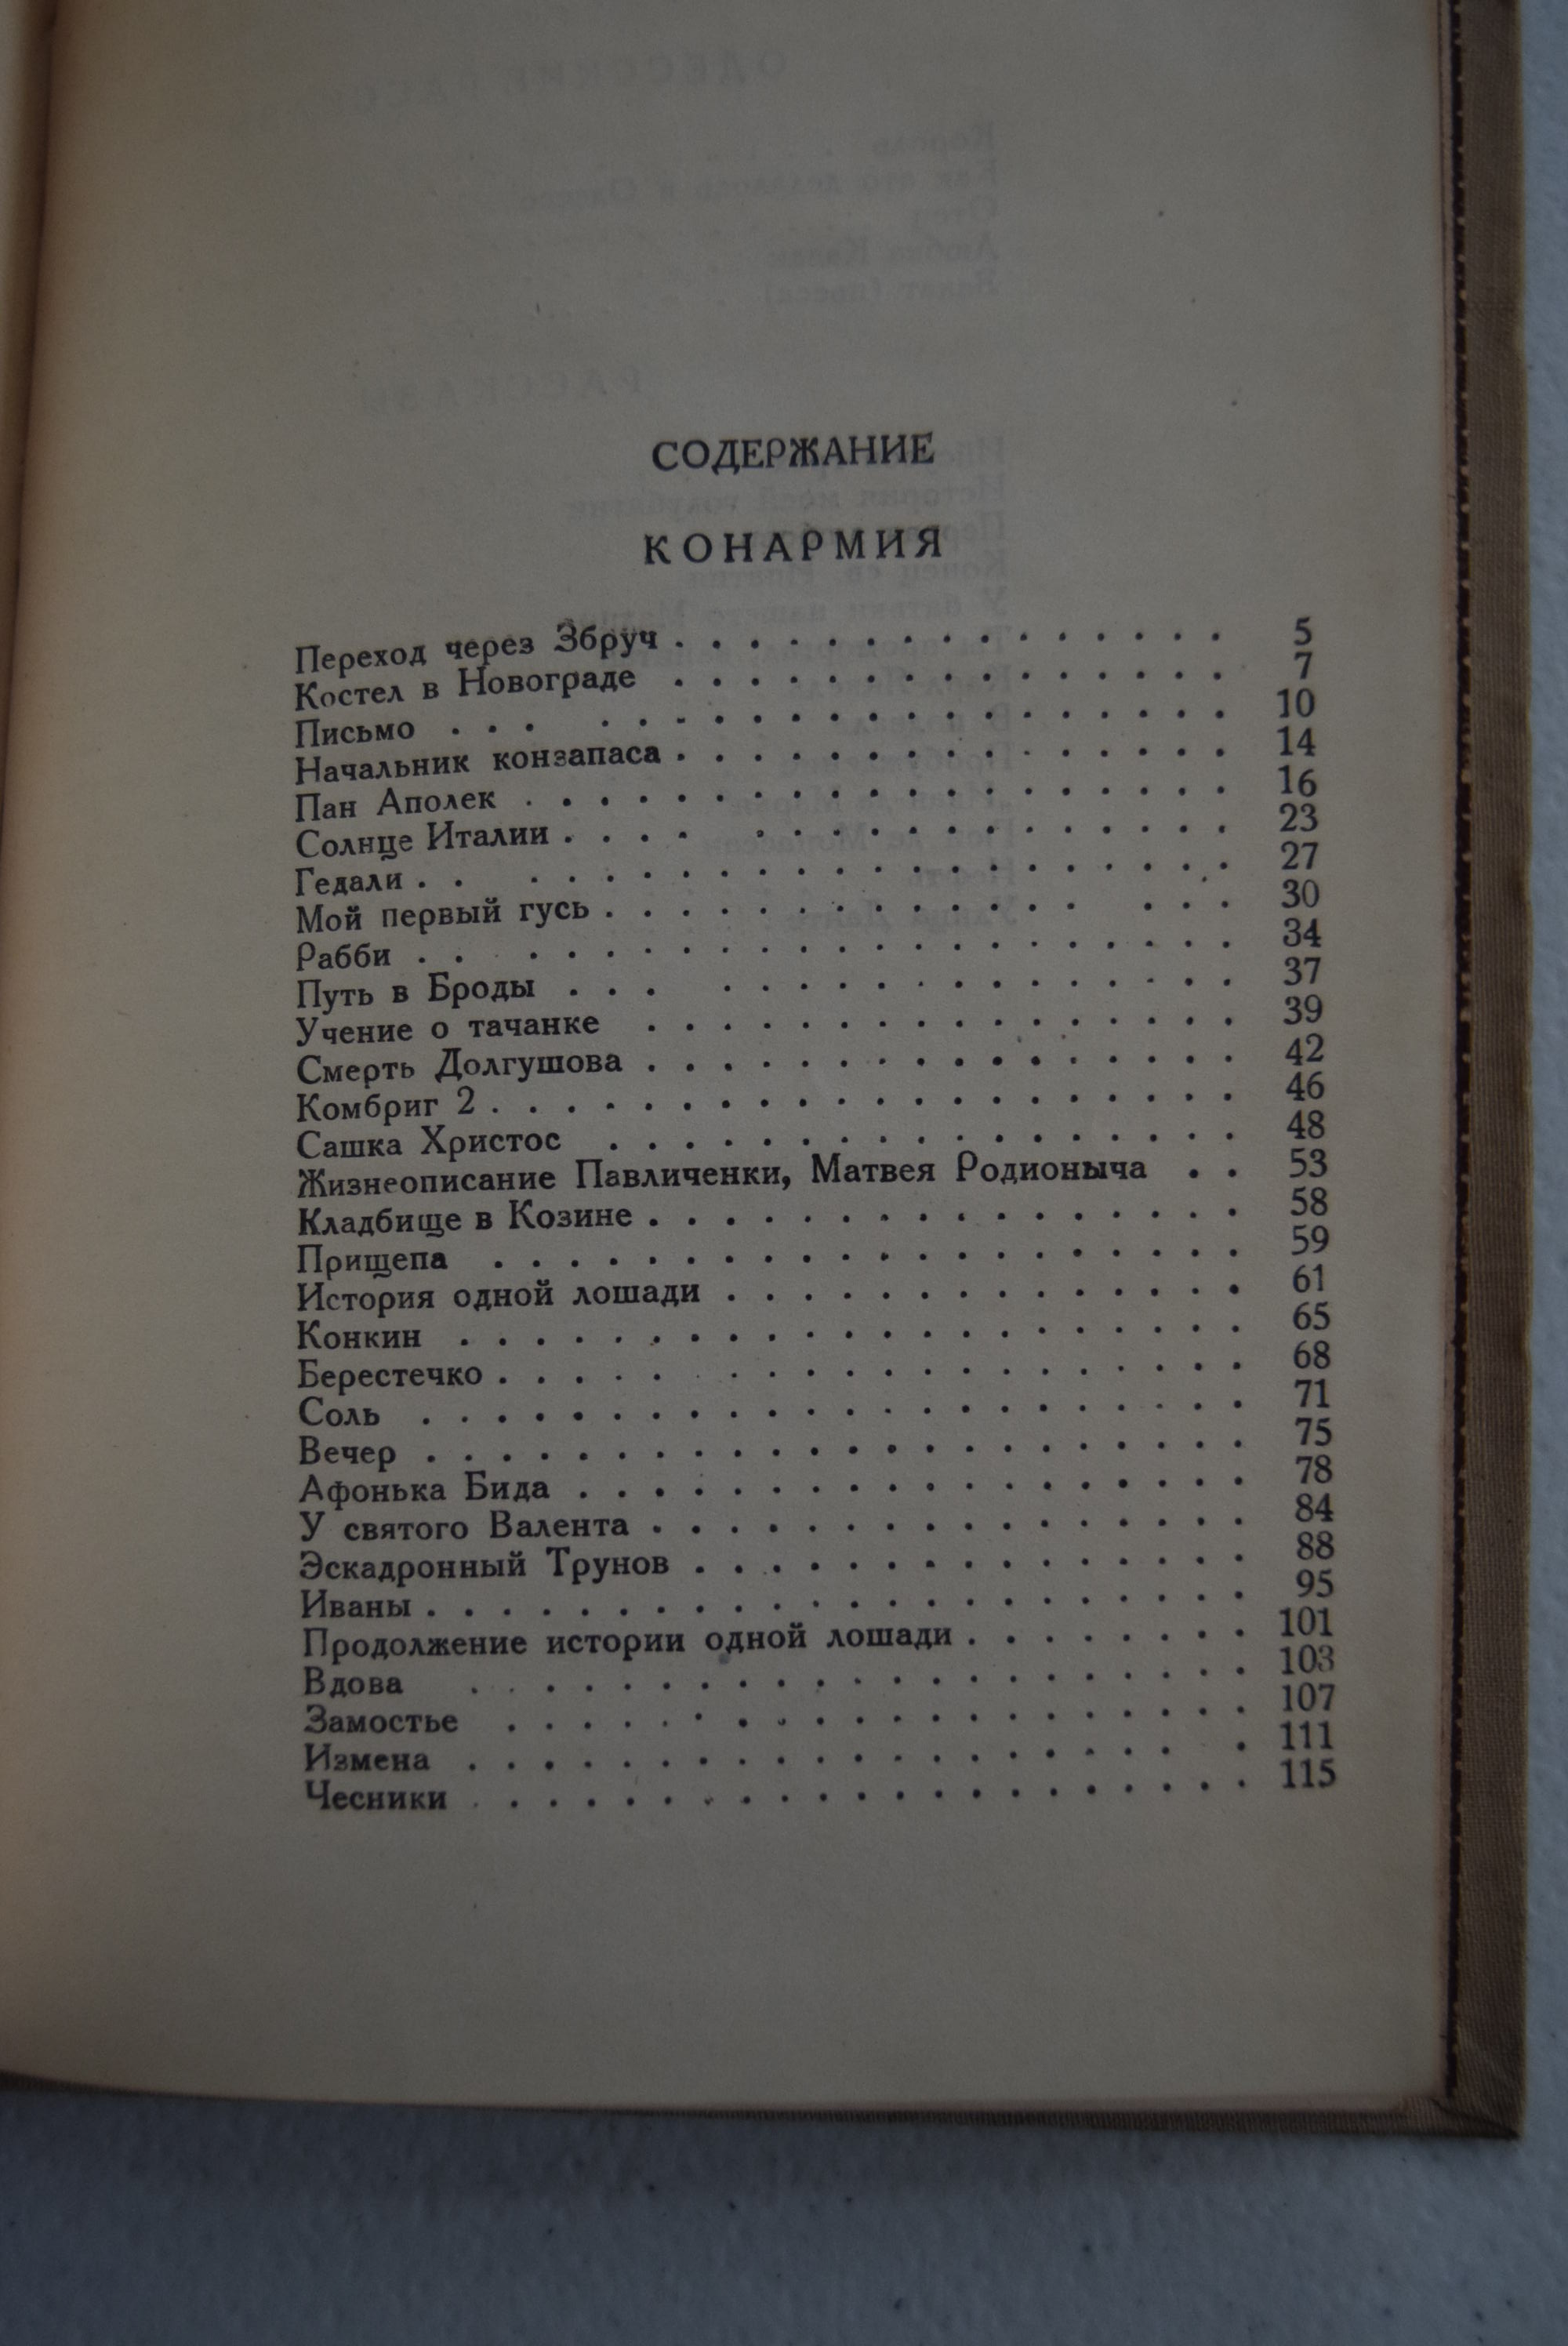 СОДЕРЖАНИЕ
КОНАРМИЯ
Переход через Збруч . . . . . . . . . . . . . . . 5
Костел в Новограде . . . . . . . . . . . . . . . 7
Письмо . . . . . . . . . . . . . . . . . . . . 10
Начальник конзапаса . . . . . . . . . . . . . . . 14
Пан Аполек . . . . . . . . . . . . . . . . . . . 16
Солнце Италии . . . . . . . . . . . . . . . . . 23
Гедали . . . . . . . . . . . . . . . . . . . . . 27
Мой первый гусь . . . . . . . . . . . . . . . . 30
Рабби . . . . . . . . . . . . . . . . . . . . . 34
Путь в Броды . . . . . . . . . . . . . . . . . 37
Учение о тачанке . . . . . . . . . . . . . . . . 39
Смерть Долгушова . . . . . . . . . . . . . . . . 42
Комбриг 2 . . . . . . . . . . . . . . . . . . . . 46
Сашка Христос . . . . . . . . . . . . . . . . . 48
Жизнеописание Павличенки, Матвея Родионыча . . 53
Кладбище в Козине . . . . . . . . . . . . . . . . 58
Прищепа . . . . . . . . . . . . . . . . . . . . 59
История одной лошади . . . . . . . . . . . . . . 61
Конкин . . . . . . . . . . . . . . . . . . . . . 65
Берестечко . . . . . . . . . . . . . . . . . . . 68
Соль . . . . . . . . . . . . . . . . . . . . . . 71
Вечер . . . . . . . . . . . . . . . . . . . . . . 75
Афонька Бида . . . . . . . . . . . . . . . . . . 78
У святого Валента . . . . . . . . . . . . . . . . 84
Эскадронный Трунов . . . . . . . . . . . . . . . 88
Иваны . . . . . . . . . . . . . . . . . . . . . . 95
Продолжение истории одной лошади . . . . . . . . 101
Вдова . . . . . . . . . . . . . . . . . . . . . 103
Замостье . . . . . . . . . . . . . . . . . . . . 107
Измена . . . . . . . . . . . . . . . . . . . . 111
Чесники . . . . . . . . . . . . . . . . . . . . . 115